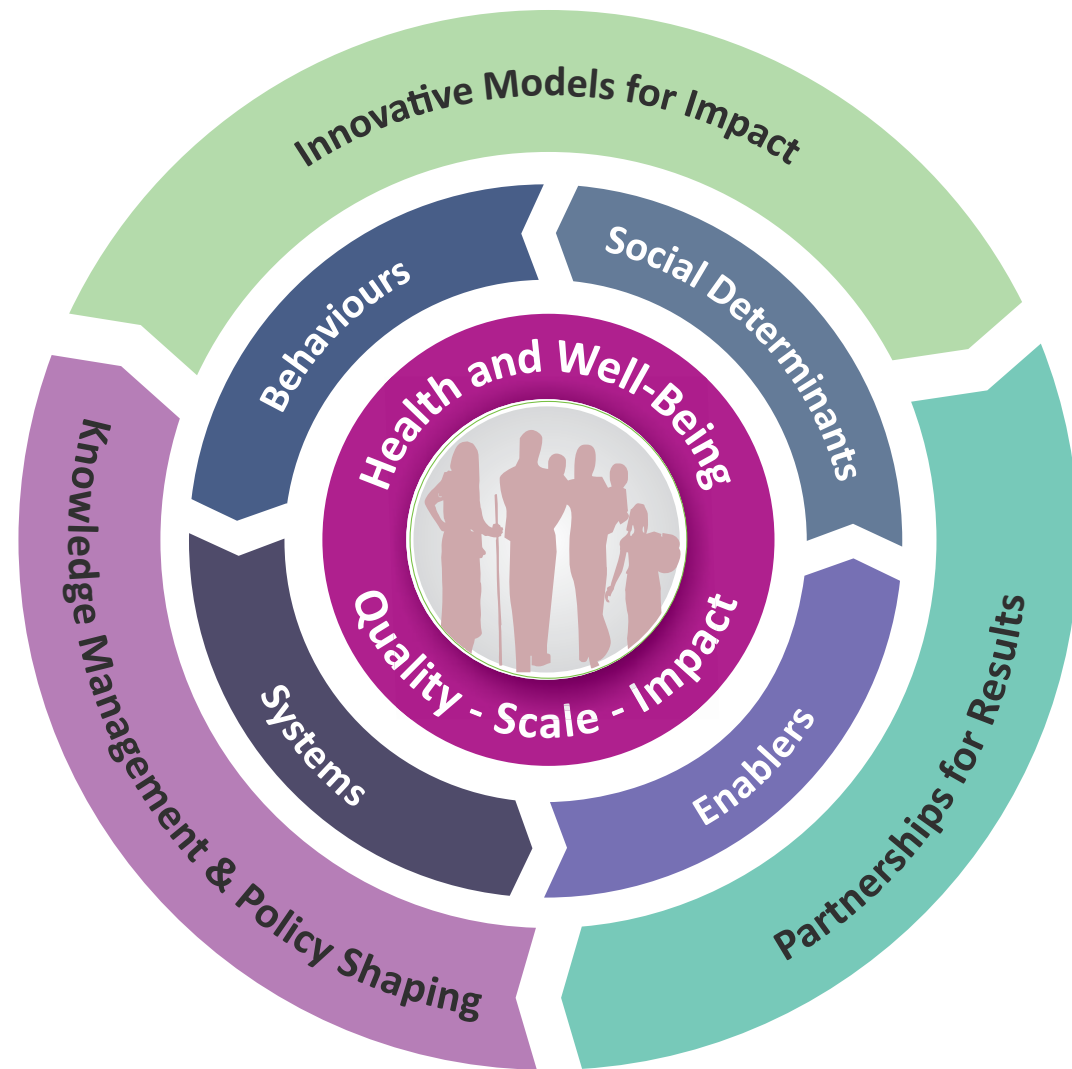 Innovative Models for Impact
Behaviours
Social Determinants
Health and Well-Being
Quality - Scale - Impact
Systems
Enablers
Knowledge Management & Policy Shaping
Partnerships for Results